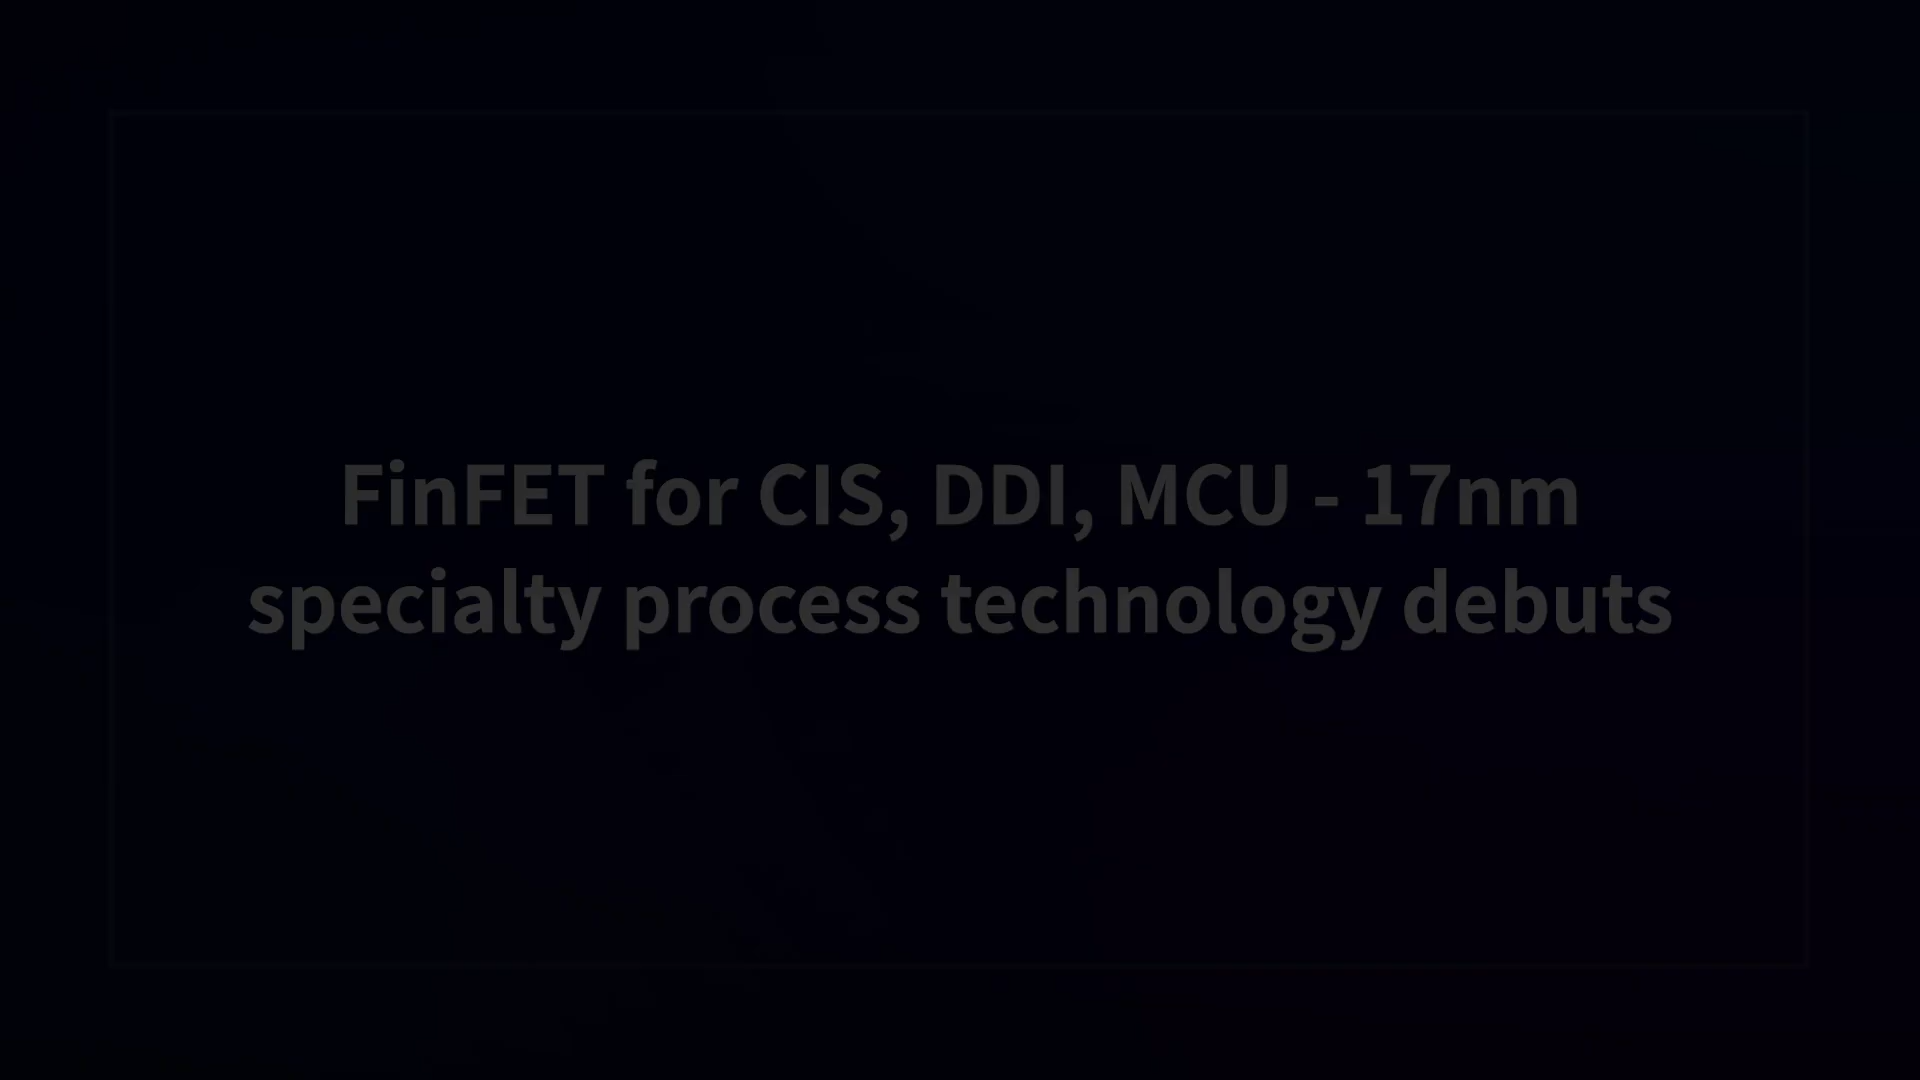 FinFET for CIS, DDI, MCU - 17nm
specialty process technology debuts